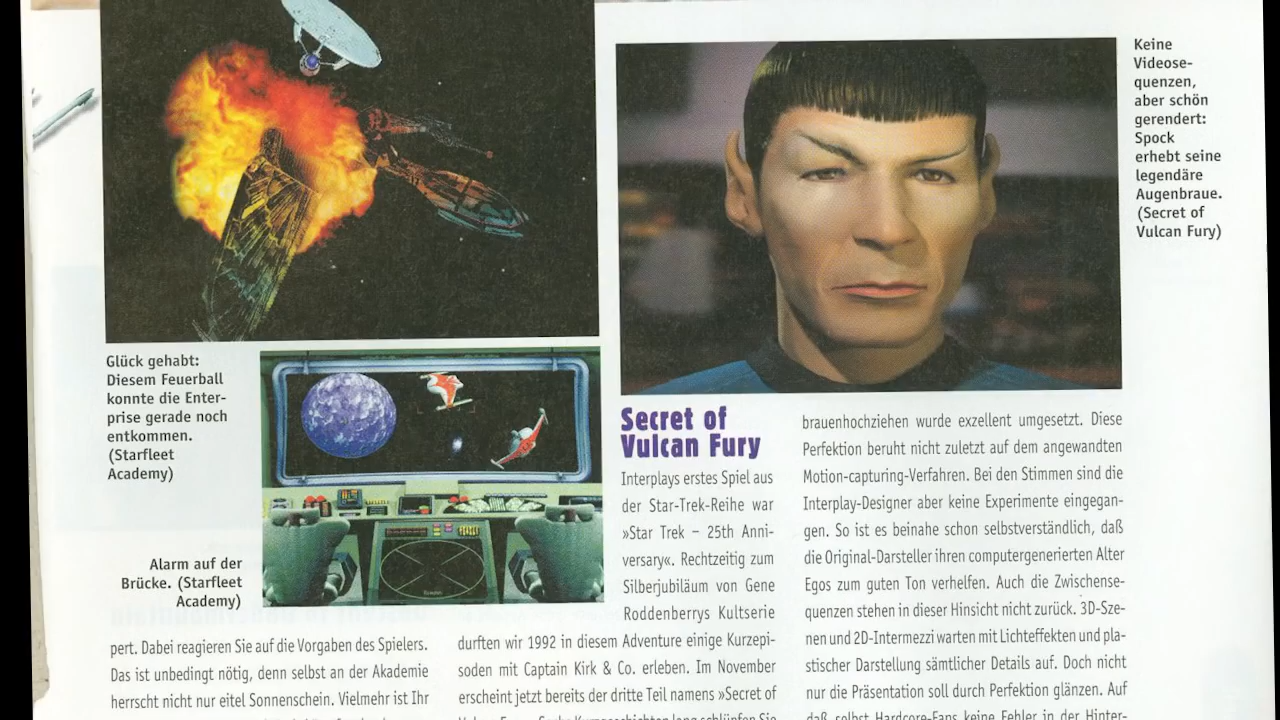 Keine
Videose-
quenzen,
aber schön
gerendert:
Spock
erhebt seine
legendäre
Augenbraue.
(Secret of
Vulcan Fury)
Glück gehabt:
Diesem Feuerball
konnte die Enter-
prise gerade noch
entkommen.
(Starfleet
Academy)
Alarm auf der
Brücke. (Starfleet
Academy)
pert. Dabei reagieren Sie auf die Vorgaben des Spielers.
Das ist unbedingt nötig, denn selbst an der Akademie
herrscht nicht nur eitel Sonnenschein. Vielmehr ist Ihr
Secret of
Vulcan Fury
Interplays erstes Spiel aus
der Star-Trek-Reihe war
»Star Trek – 25th Anni-
versary«. Rechtzeitig zum
Silberjubiläum von Gene
Roddenberrys Kultserie
durften wir 1992 in diesem Adventure einige Kurzepi-
soden mit Captain Kirk & Co. erleben. Im November
erscheint jetzt bereits der dritte Teil namens »Secret of
brauenhochziehen wurde exzellent umgesetzt. Diese
Perfektion beruht nicht zuletzt auf dem angewandten
Motion-capturing-Verfahren. Bei den Stimmen sind die
Interplay-Designer aber keine Experimente eingegan-
gen. So ist es beinahe schon selbstverständlich, daß
die Original-Darsteller ihren computergenerierten Alter
Egos zum guten Ton verhelfen. Auch die Zwischense-
quenzen stehen in dieser Hinsicht nicht zurück. 3D-Sze-
nen und 2D-Intermezzi warten mit Lichteffekten und pla-
stischer Darstellung sämtlicher Details auf. Doch nicht
nur die Präsentation soll durch Perfektion glänzen. Auf
daß selbst Hardcore-Fans keine Fehler in der Hinter-